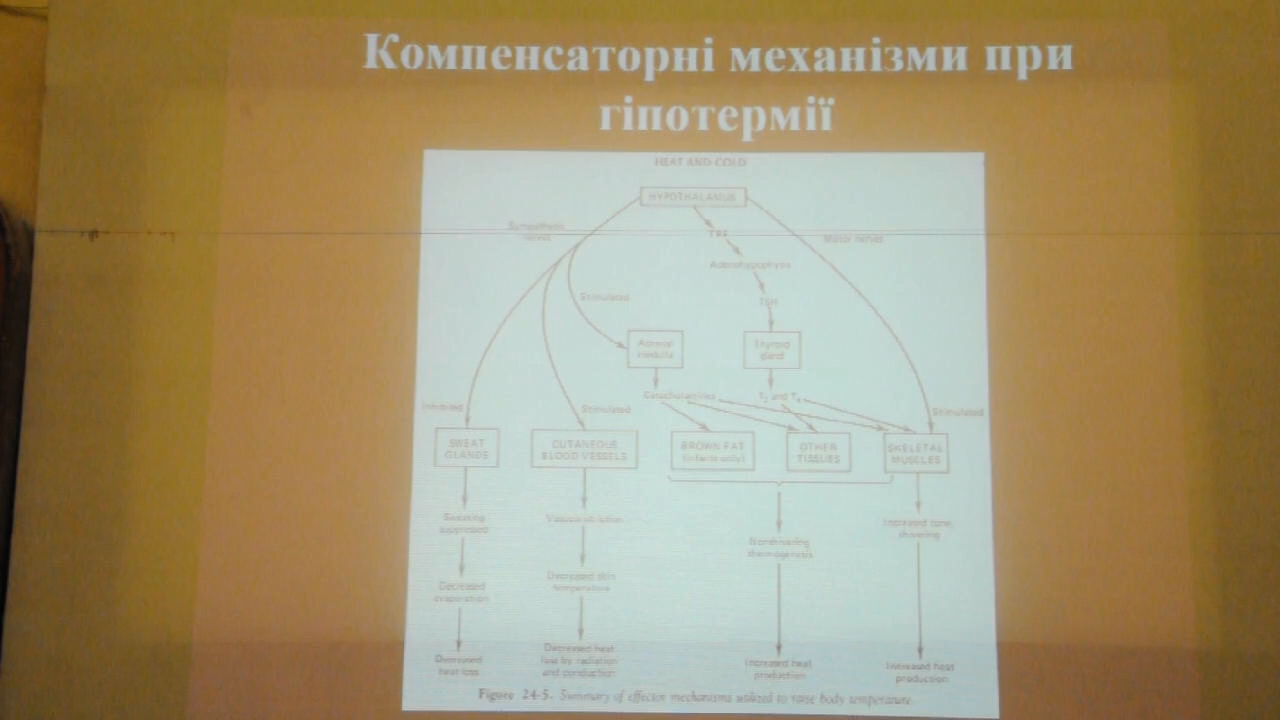 Компенсаторні механізми при
гіпотермії
HEAT AND COLD
HYPOTHALAMUS
Sympathetic
nerves
TRF
Motor nerves
Adenohypophysis
Stimulated
TSH
Adrenal
medulla
Thyroid
gland
Catecholamines
T3 and T4
Inhibited
Stimulated
Stimulated
SWEAT
GLANDS
CUTANEOUS
BLOOD VESSELS
BROWN FAT
(infants only)
OTHER
TISSUES
SKELETAL
MUSCLES
Sweating
suppressed
Vasoconstriction
Increased tone,
shivering
Nonshivering
thermogenesis
Decreased
evaporation
Decreased skin
temperature
Decreased
heat loss
Decreased heat
loss by radiation
and conduction
Increased heat
production
Increased heat
production
Figure 24-5. Summary of effector mechanisms utilized to raise body temperature.